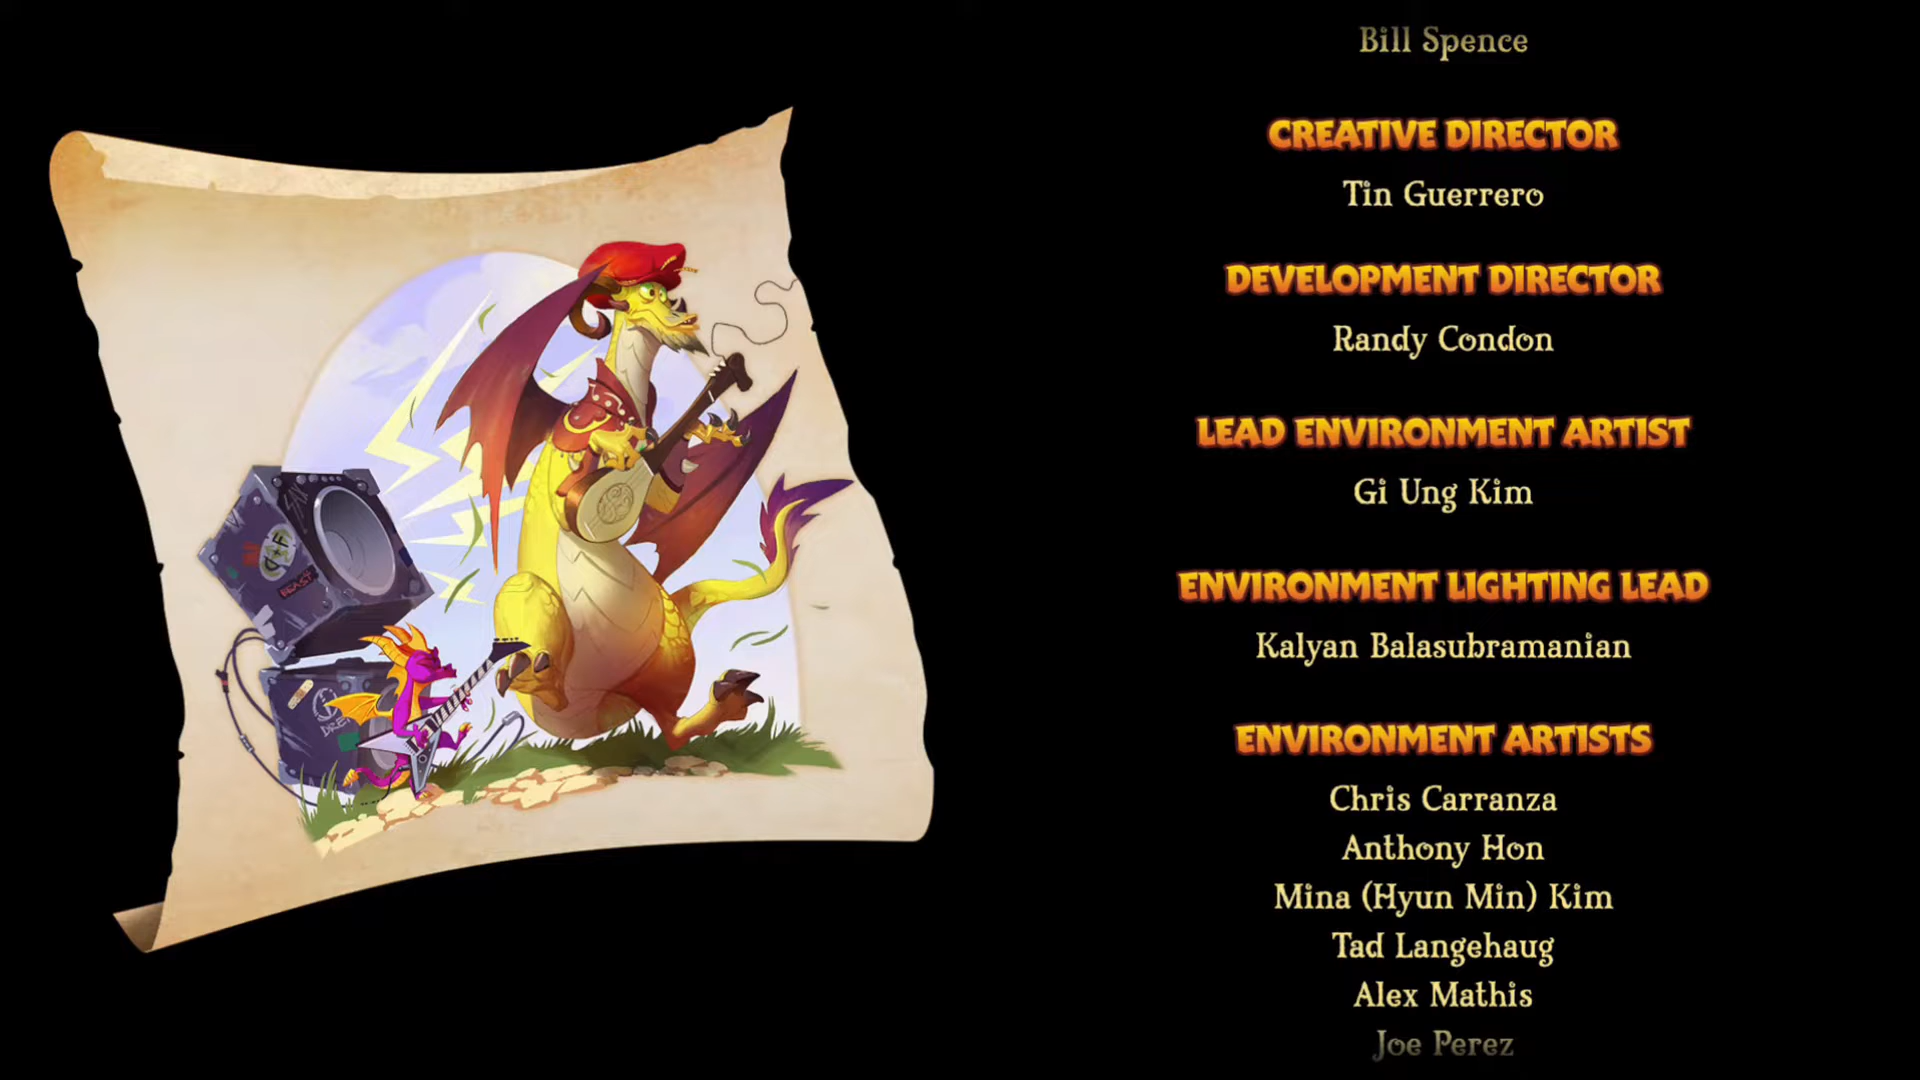 Bill Spence
CREATIVE DIRECTOR
Tin Guerrero
DEVELOPMENT DIRECTOR
Randy Condon
LEAD ENVIRONMENT ARTIST
Gi Ung Kim
ENVIRONMENT LIGHTING LEAD
Kalyan Balasubramanian
ENVIRONMENT ARTISTS
Chris Carranza
Anthony Hon
Mina (Hyun Min) Kim
Tad Langehaug
Alex Mathis
Joe Perez